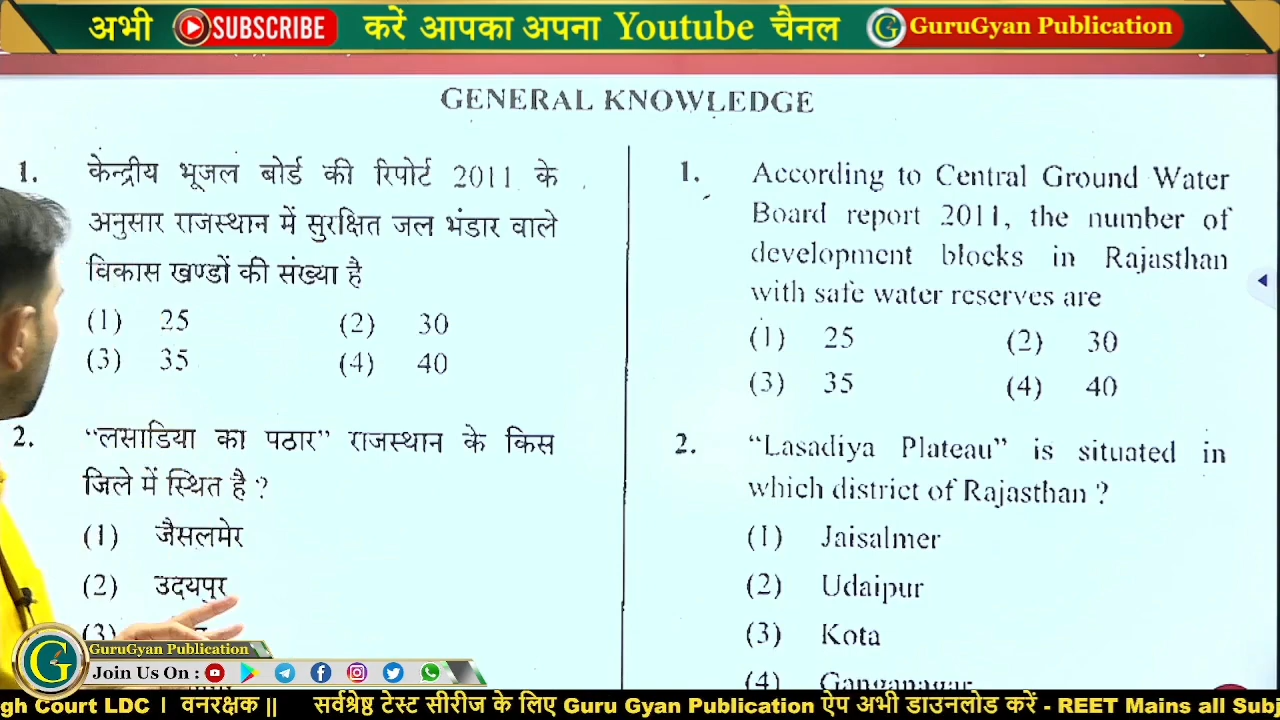 अभी SUBSCRIBE करें आपका अपना Youtube चैनल GuruGyan Publication
GENERAL KNOWLEDGE
1. केन्द्रीय भूजल बोर्ड की रिपोर्ट 2011 के
अनुसार राजस्थान में सुरक्षित जल भंडार वाले
विकास खण्डों की संख्या है
(1) 25 (2) 30
(3) 35 (4) 40
2. “लसाडिया का पठार” राजस्थान के किस
जिले में स्थित है ?
(1) जैसलमेर
(2) उदयपुर
(3)
1. According to Central Ground Water
Board report 2011, the number of
development blocks in Rajasthan
with safe water reserves are
(1) 25 (2) 30
(3) 35 (4) 40
2. “Lasadiya Plateau” is situated in
which district of Rajasthan ?
(1) Jaisalmer
(2) Udaipur
(3) Kota
(4) Ganganagar
G
GuruGyan Publication
Join Us On :
gh Court LDC । वनरक्षक || सर्वश्रेष्ठ टेस्ट सीरीज के लिए Guru Gyan Publication ऐप अभी डाउनलोड करें - REET Mains all Subj